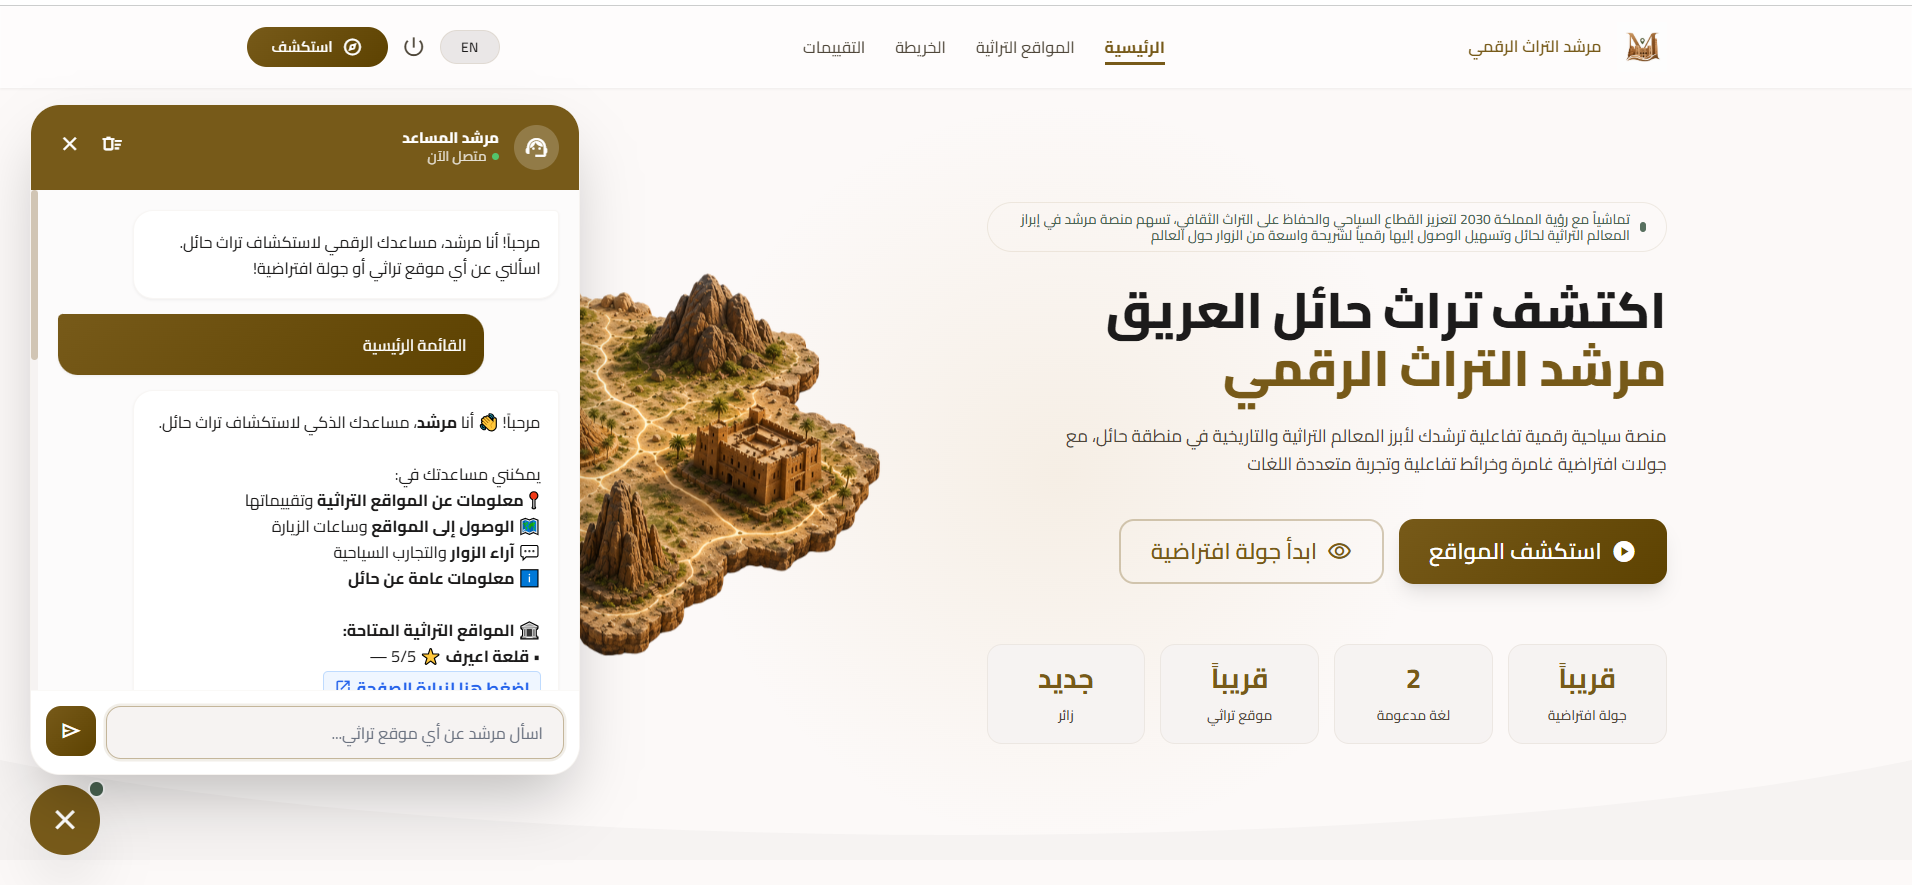 مرشد التراث الرقمي
الرئيسية
المواقع التراثية
الخريطة
التقييمات
EN
استكشف
تماشياً مع رؤية المملكة 2030 لتعزيز القطاع السياحي والحفاظ على التراث الثقافي، تسهم منصة مرشد في إبراز
المعالم التراثية لحائل وتسهيل الوصول إليها رقمياً لشريحة واسعة من الزوار حول العالم
اكتشف تراث حائل العريق
مرشد التراث الرقمي
منصة سياحية رقمية تفاعلية ترشدك لأبرز المعالم التراثية والتاريخية في منطقة حائل، مع
جولات افتراضية غامرة وخرائط تفاعلية وتجربة متعددة اللغات
استكشف المواقع
ابدأ جولة افتراضية
قريباً
جولة افتراضية
2
لغة مدعومة
قريباً
موقع تراثي
جديد
زائر
مرشد المساعد
متصل الآن
مرحباً! أنا مرشد، مساعدك الرقمي لاستكشاف تراث حائل.
اسألني عن أي موقع تراثي أو جولة افتراضية!
القائمة الرئيسية
مرحباً! 👋 أنا مرشد، مساعدك الذكي لاستكشاف تراث حائل.
يمكنني مساعدتك في:
📍 معلومات عن المواقع التراثية وتقييماتها
🗺️ الوصول إلى المواقع وساعات الزيارة
💬 آراء الزوار والتجارب السياحية
ℹ️ معلومات عامة عن حائل
🏛️ المواقع التراثية المتاحة:
• قلعة اعيرف ⭐ 5/5 —
اضغط هنا لزيارة الصفحة
اسأل مرشد عن أي موقع تراثي...